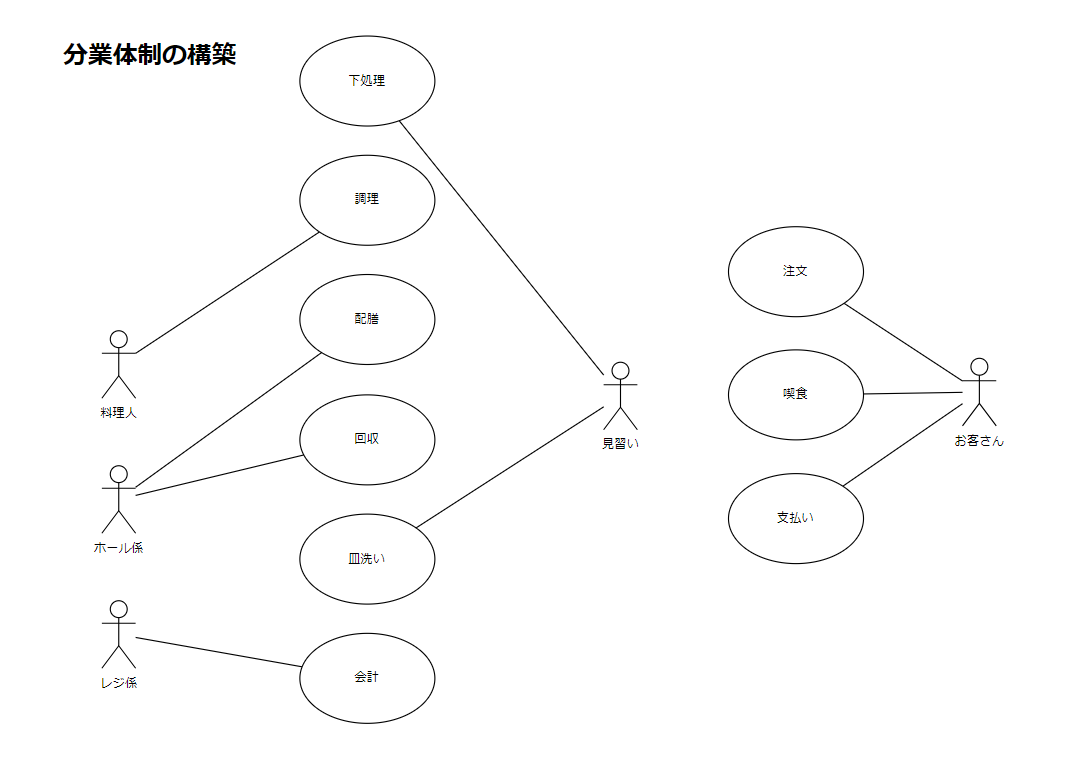 分業体制の構築
下処理
調理
配膳
回収
皿洗い
会計
料理人
ホール係
レジ係
見習い
注文
喫食
支払い
お客さん